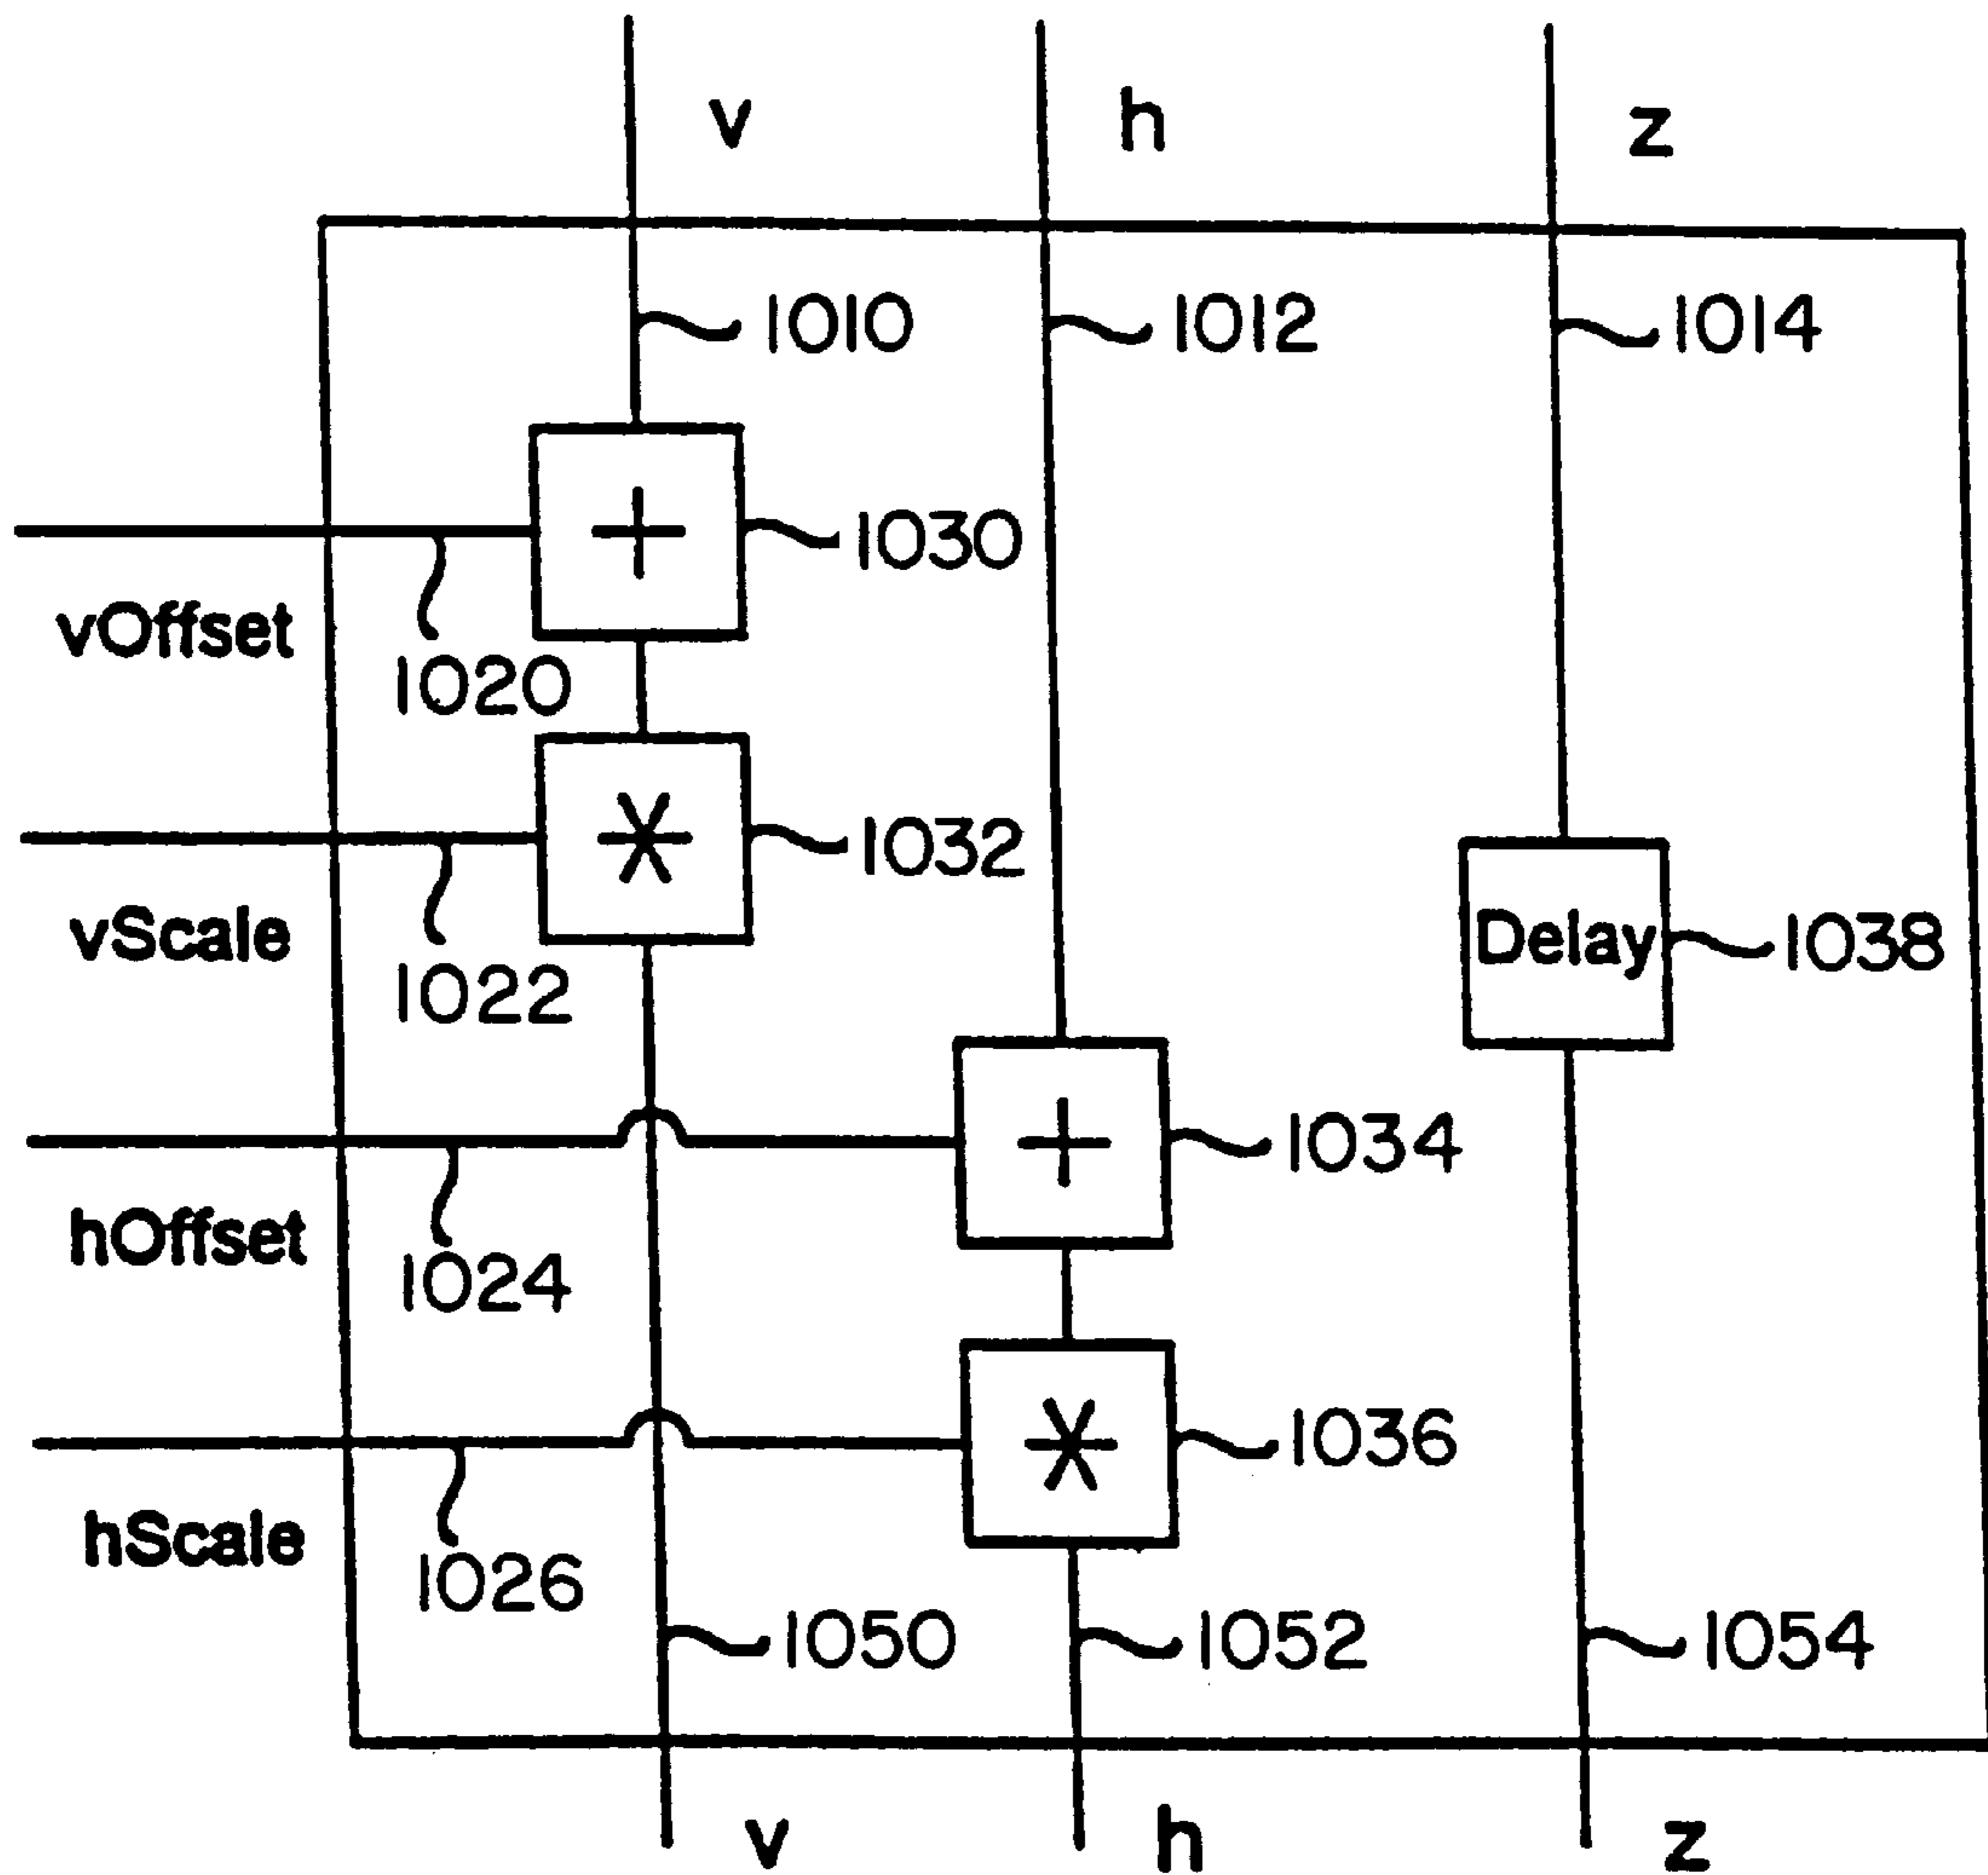 v h z
1010 1012 1014
+ 1030
vOffset
1020
* 1032
vScale
1022
Delay 1038
+ 1034
hOffset
1024
* 1036
hScale
1026
1050 1052 1054
v h z